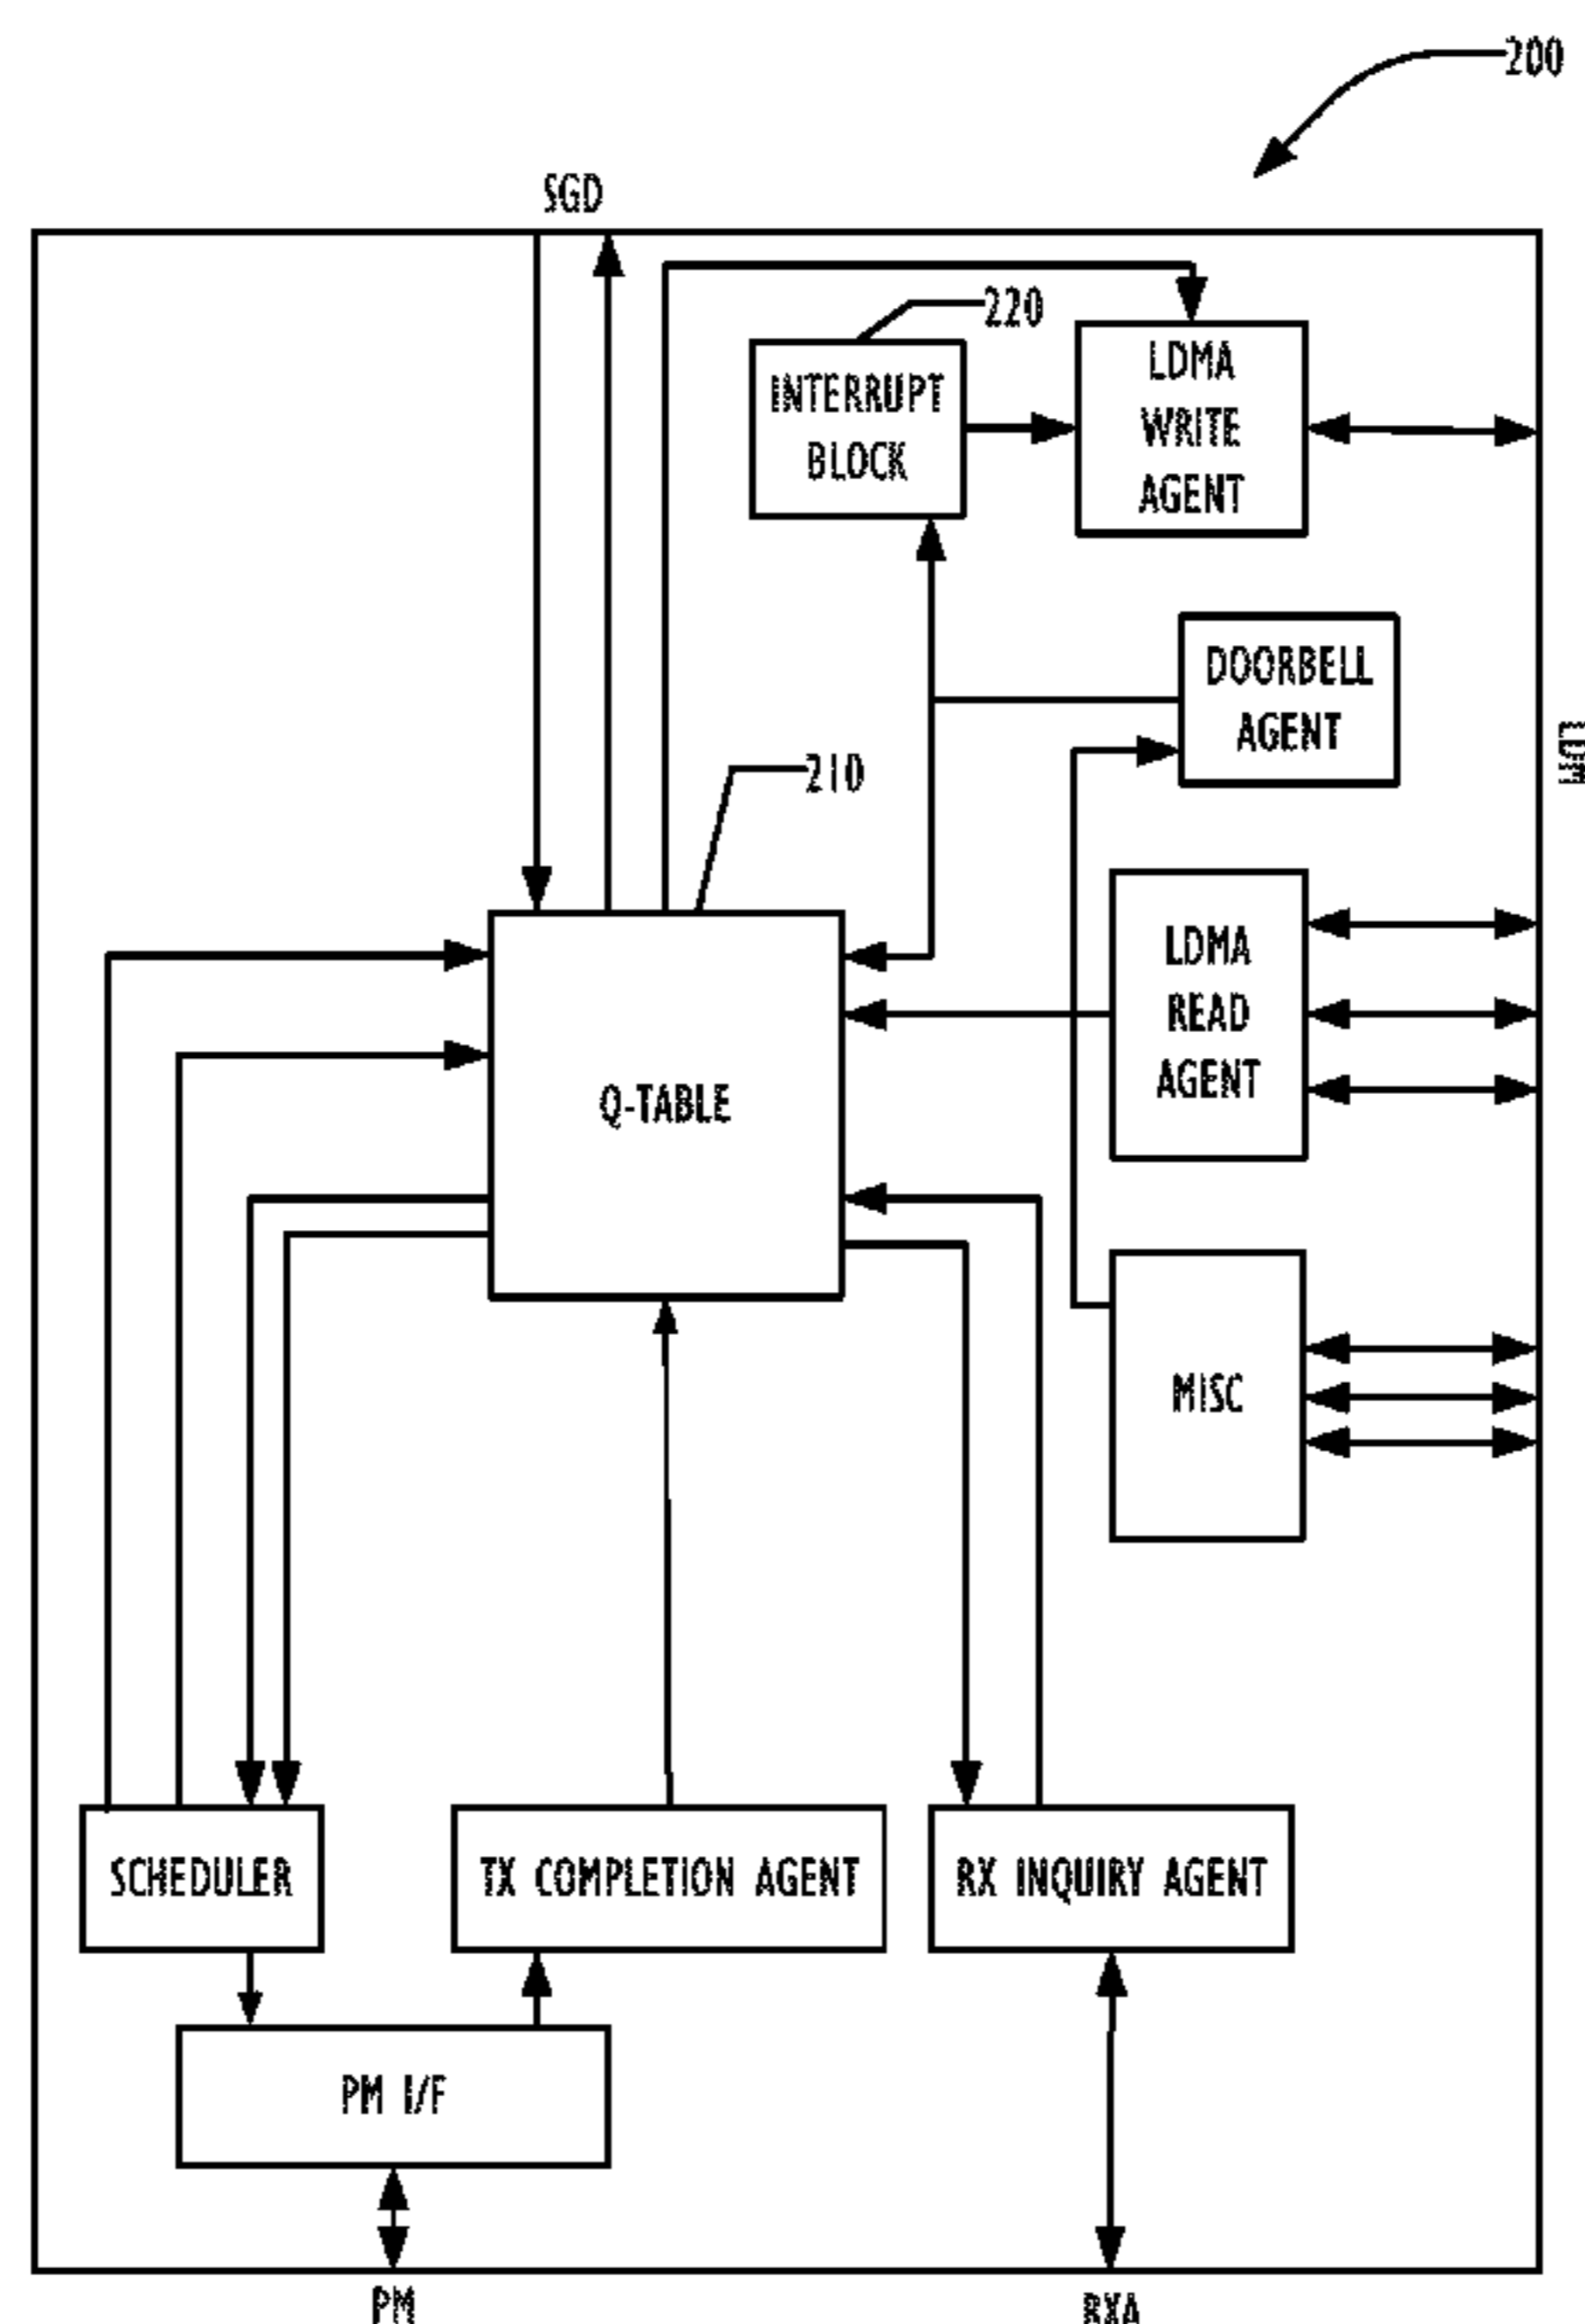 200
SGD
220
INTERRUPT
BLOCK
LDMA
WRITE
AGENT
DOORBELL
AGENT
210
LDMA
READ
AGENT
Q-TABLE
MISC
SCHEDULER
TX COMPLETION AGENT
RX INQUIRY AGENT
PM I/F
PM
RXA